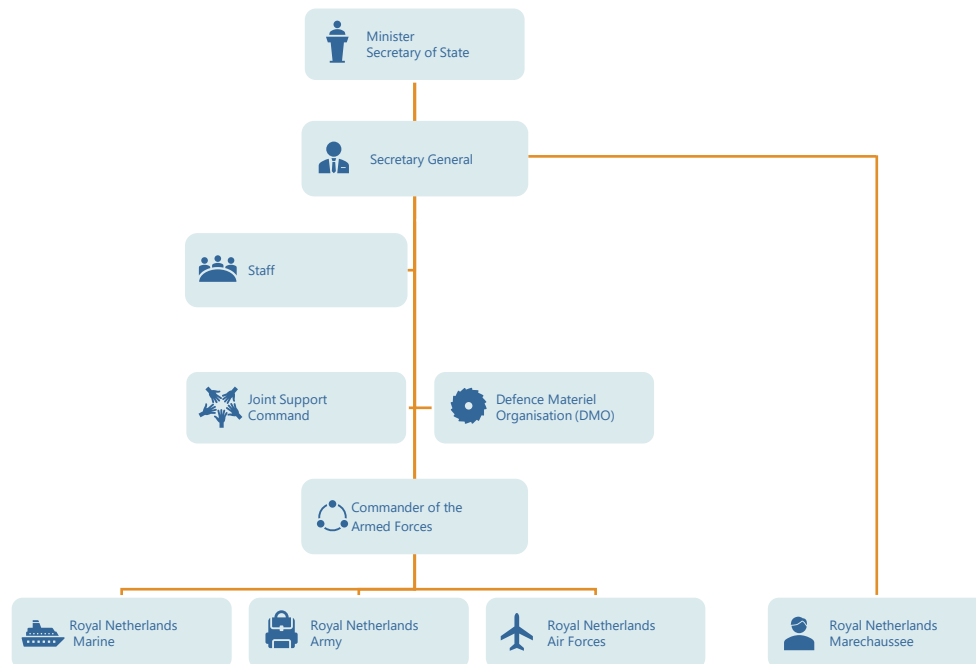 Minister
Secretary of State
Secretary General
Staff
Joint Support
Command
Defence Materiel
Organisation (DMO)
Commander of the
Armed Forces
Royal Netherlands
Marine
Royal Netherlands
Army
Royal Netherlands
Air Forces
Royal Netherlands
Marechaussee